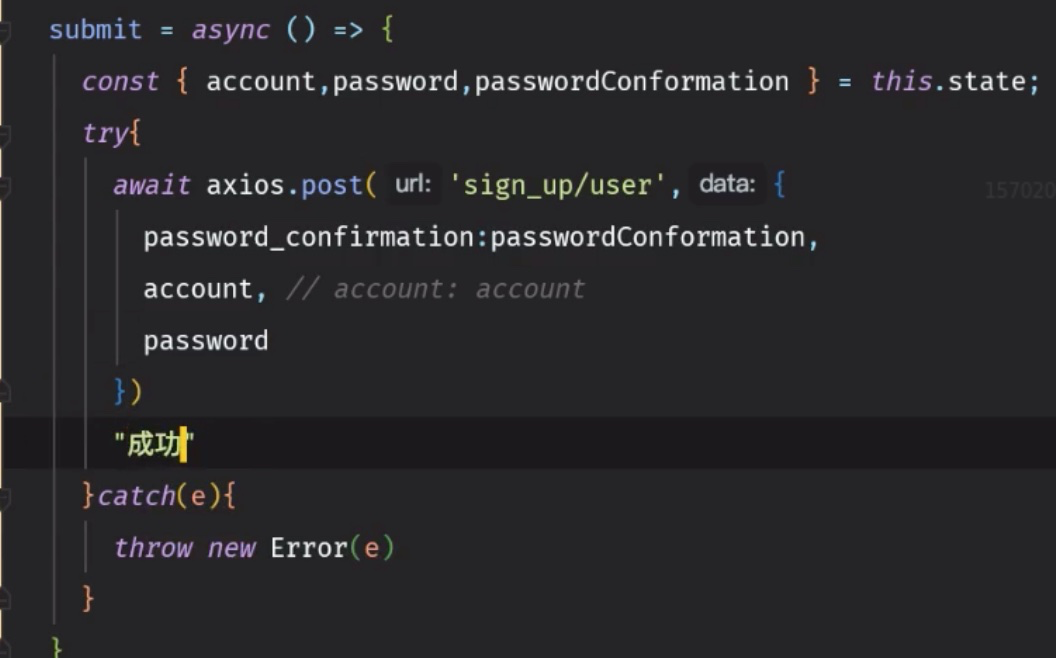 submit = async () => {
const { account,password,passwordConformation } = this.state;
try{
await axios.post( url: 'sign_up/user', data: {
157020
password_confirmation:passwordConformation,
account, // account: account
password
})
"成功"
}catch(e){
throw new Error(e)
}
}